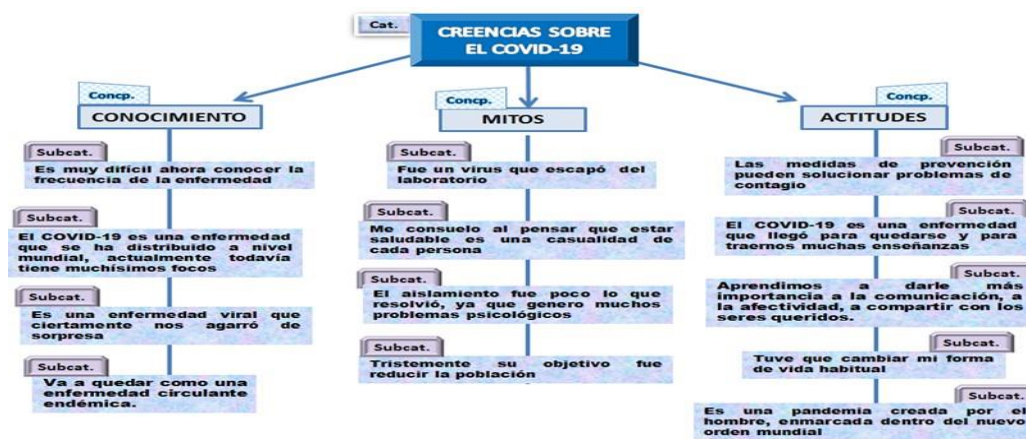 Cat.
CREENCIAS SOBRE
EL COVID-19
Concp.
CONOCIMIENTO
Subcat.
Es muy difícil ahora conocer la
frecuencia de la enfermedad
Subcat.
El COVID-19 es una enfermedad
que se ha distribuido a nivel
mundial, actualmente todavía
tiene muchísimos focos
Subcat.
Es una enfermedad viral que
ciertamente nos agarró de
sorpresa
Subcat.
Va a quedar como una
enfermedad circulante
endémica.
Concp.
MITOS
Subcat.
Fue un virus que escapó del
laboratorio
Subcat.
Me consuelo al pensar que estar
saludable es una casualidad de
cada persona
Subcat.
El aislamiento fue poco lo que
resolvió, ya que genero muchos
problemas psicológicos
Subcat.
Tristemente su objetivo fue
reducir la población
Concp.
ACTITUDES
Subcat.
Las medidas de prevención
pueden solucionar problemas de
contagio
Subcat.
El COVID-19 es una enfermedad
que llegó para quedarse y para
traernos muchas enseñanzas
Subcat.
Aprendimos a darle más
importancia a la comunicación, a
la afectividad, a compartir con los
seres queridos.
Subcat.
Tuve que cambiar mi forma
de vida habitual
Subcat.
Es una pandemia creada por el
hombre, enmarcada dentro del nuevo
orden mundial